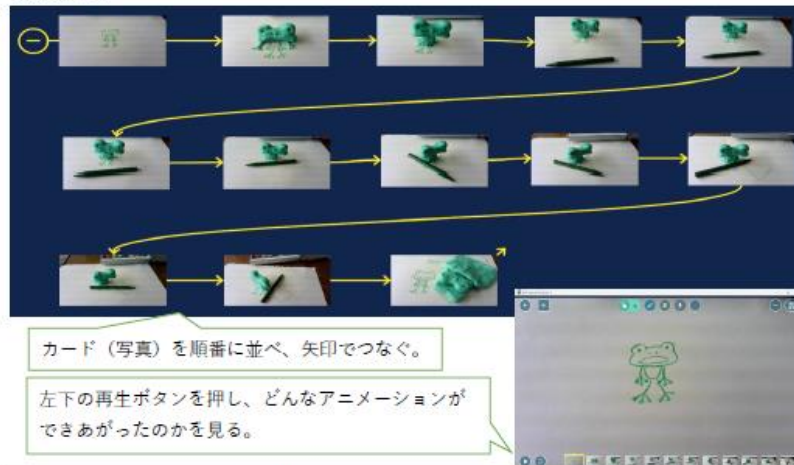 カード（写真）を順番に並べ、矢印でつなぐ。
左下の再生ボタンを押し、どんなアニメーションが
できあがったのかを見る。